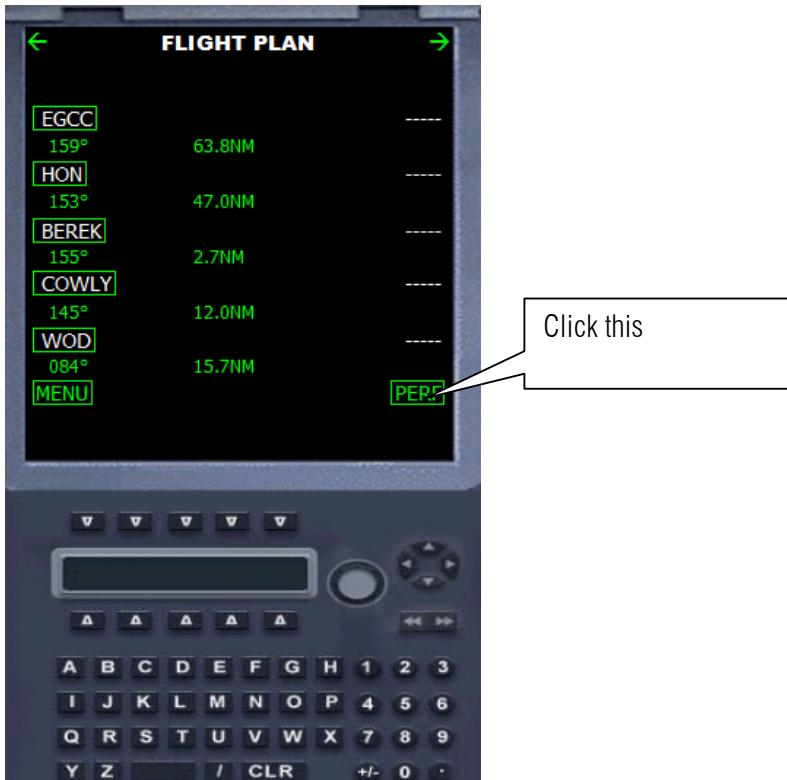 ← FLIGHT PLAN →
EGCC -----
159° 63.8NM
HON -----
153° 47.0NM
BEREK -----
155° 2.7NM
COWLY -----
145° 12.0NM
WOD -----
084° 15.7NM
MENU PERF
Click this
A B C D E F G H 1 2 3
I J K L M N O P 4 5 6
Q R S T U V W X 7 8 9
Y Z / CLR +/- 0 .